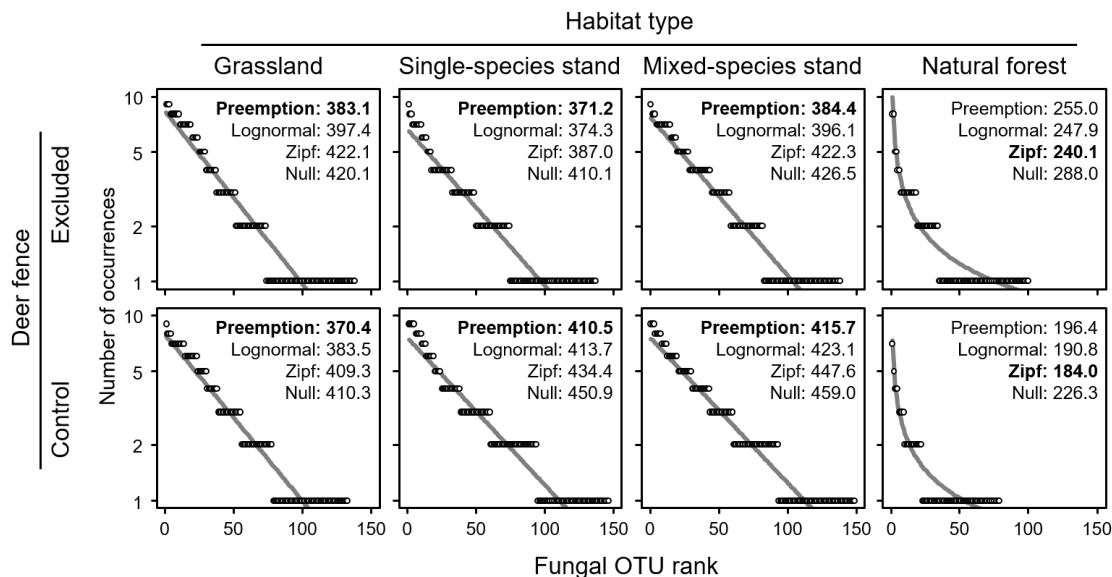 Habitat type
Grassland
Single-species stand
Mixed-species stand
Natural forest
Deer fence
Excluded
Control
Number of occurrences
10
5
2
1
Preemption: 383.1
Lognormal: 397.4
Zipf: 422.1
Null: 420.1
Preemption: 371.2
Lognormal: 374.3
Zipf: 387.0
Null: 410.1
Preemption: 384.4
Lognormal: 396.1
Zipf: 422.3
Null: 426.5
Preemption: 255.0
Lognormal: 247.9
Zipf: 240.1
Null: 288.0
10
5
2
1
Preemption: 370.4
Lognormal: 383.5
Zipf: 409.3
Null: 410.3
Preemption: 410.5
Lognormal: 413.7
Zipf: 434.4
Null: 450.9
Preemption: 415.7
Lognormal: 423.1
Zipf: 447.6
Null: 459.0
Preemption: 196.4
Lognormal: 190.8
Zipf: 184.0
Null: 226.3
0 50 100 150 0 50 100 150 0 50 100 150 0 50 100 150
Fungal OTU rank